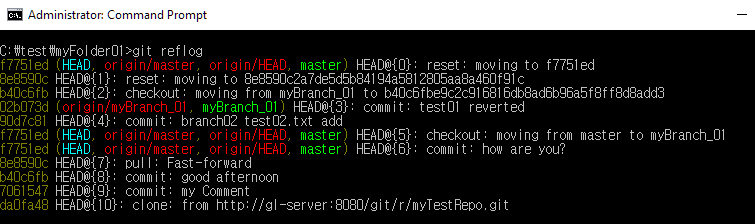 Administrator: Command Prompt
C:\test\myFolder01>git reflog
f7751ed (HEAD, origin/master, origin/HEAD, master) HEAD@{0}: reset: moving to f7751ed
8e8590c HEAD@{1}: reset: moving to 8e8590c2a7de5d5b84194a5812805aa8a460f91c
b40c6fb HEAD@{2}: checkout: moving from myBranch_01 to b40c6fbe9c2c916816db8ad6b96a5f8ff8d8add3
02b073d (origin/myBranch_01, myBranch_01) HEAD@{3}: commit: test01 reverted
90d7c81 HEAD@{4}: commit: branch02 test02.txt add
f7751ed (HEAD, origin/master, origin/HEAD, master) HEAD@{5}: checkout: moving from master to myBranch_01
f7751ed (HEAD, origin/master, origin/HEAD, master) HEAD@{6}: commit: how are you?
8e8590c HEAD@{7}: pull: Fast-forward
b40c6fb HEAD@{8}: commit: good afternoon
7061547 HEAD@{9}: commit: my Comment
da0fa48 HEAD@{10}: clone: from http://gl-server:8080/git/r/myTestRepo.git